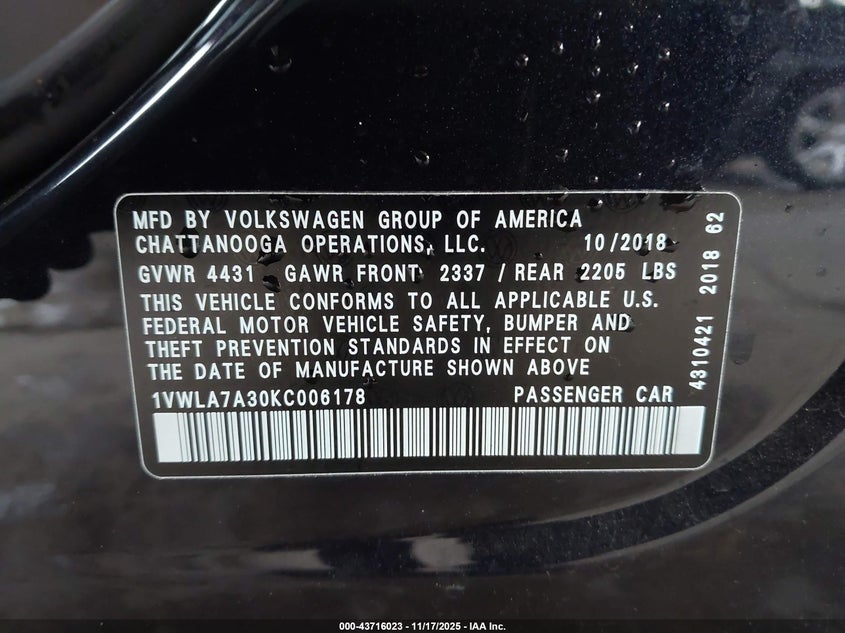 MFD BY VOLKSWAGEN GROUP OF AMERICA
CHATTANOOGA OPERATIONS, LLC. 10/2018
GVWR 4431 GAWR FRONT 2337 / REAR 2205 LBS
THIS VEHICLE CONFORMS TO ALL APPLICABLE U.S.
FEDERAL MOTOR VEHICLE SAFETY, BUMPER AND
THEFT PREVENTION STANDARDS IN EFFECT ON
THE DATE OF MANUFACTURE SHOWN ABOVE
1VWLA7A30KC006178 PASSENGER CAR
4310421 2018 62
000-43716023 — 11/17/2025 — IAA Inc.